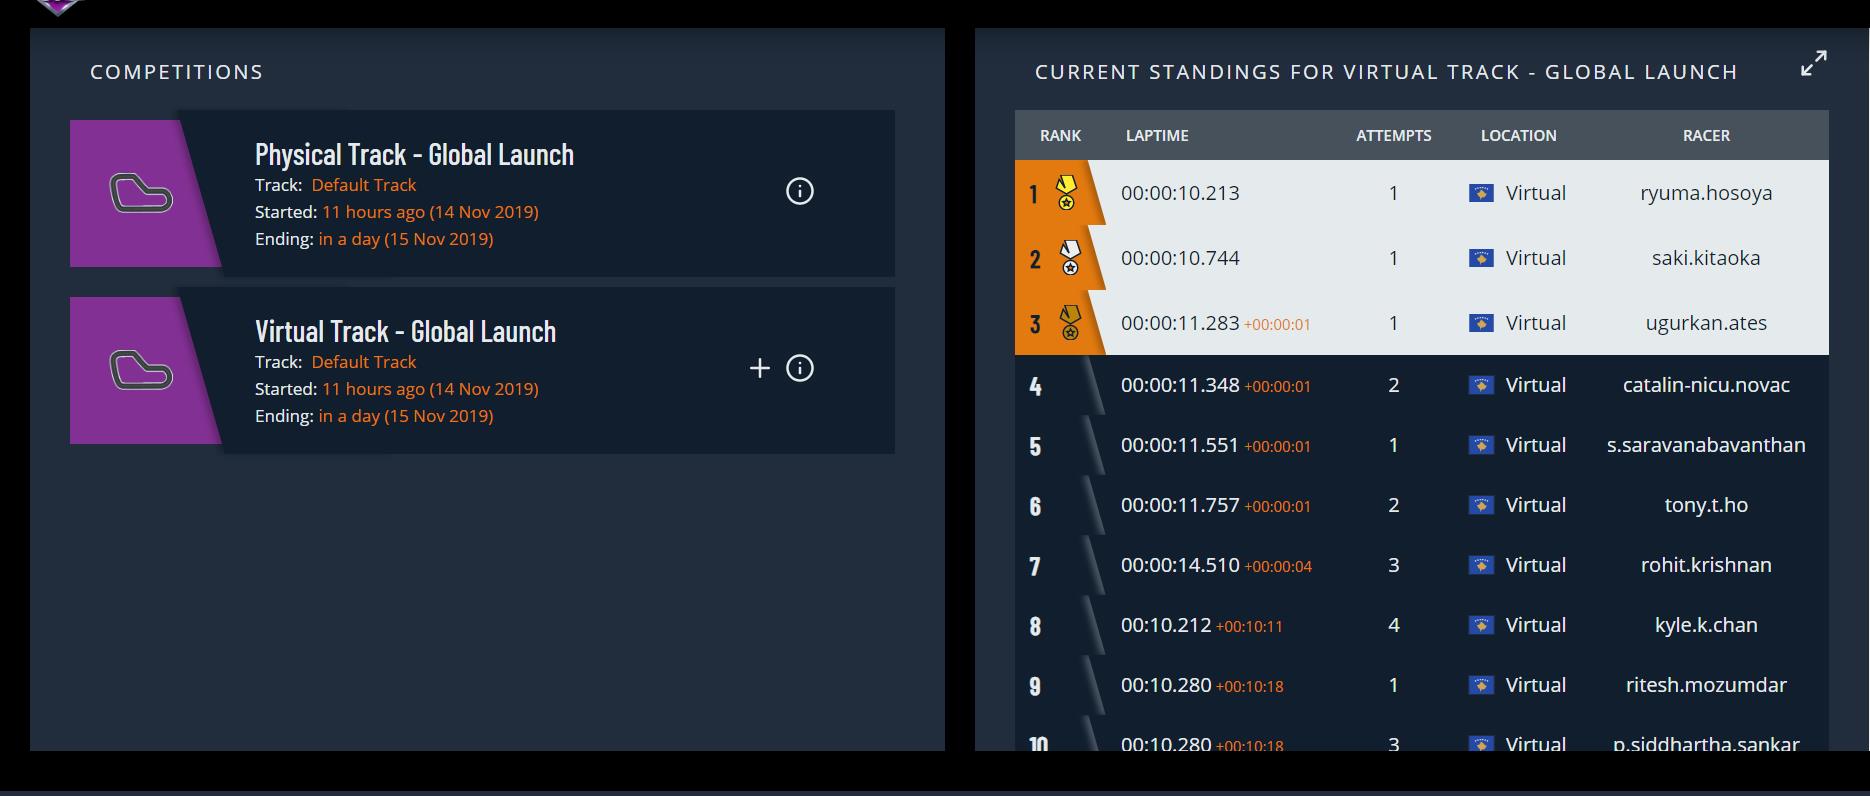 COMPETITIONS
Physical Track - Global Launch
Track: Default Track
Started: 11 hours ago (14 Nov 2019)
Ending: in a day (15 Nov 2019)
Virtual Track - Global Launch
Track: Default Track
Started: 11 hours ago (14 Nov 2019)
Ending: in a day (15 Nov 2019)
CURRENT STANDINGS FOR VIRTUAL TRACK - GLOBAL LAUNCH
RANK LAPTIME ATTEMPTS LOCATION RACER
1 00:00:10.213 1 Virtual ryuma.hosoya
2 00:00:10.744 1 Virtual saki.kitaoka
3 00:00:11.283 +00:00:01 1 Virtual ugurkan.ates
4 00:00:11.348 +00:00:01 2 Virtual catalin-nicu.novac
5 00:00:11.551 +00:00:01 1 Virtual s.saravanabavanthan
6 00:00:11.757 +00:00:01 2 Virtual tony.t.ho
7 00:00:14.510 +00:00:04 3 Virtual rohit.krishnan
8 00:10.212 +00:10:11 4 Virtual kyle.k.chan
9 00:10.280 +00:10:18 1 Virtual ritesh.mozumdar
10 00:10.280 +00:10:18 3 Virtual p.siddhartha.sankar